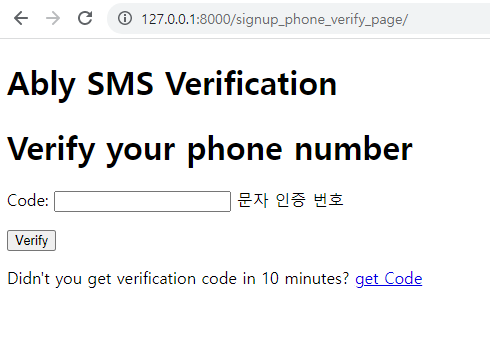 127.0.0.1:8000/signup_phone_verify_page/
Ably SMS Verification
Verify your phone number
Code: 문자 인증 번호
Verify
Didn't you get verification code in 10 minutes? get Code